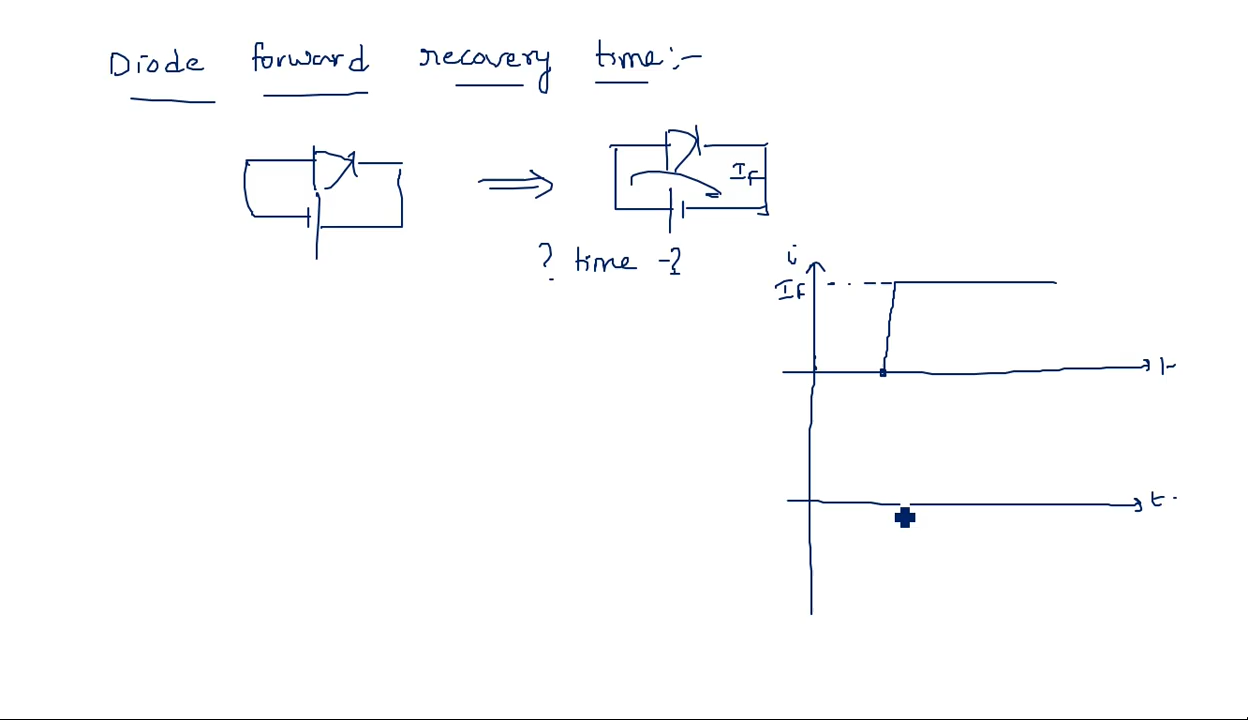 Diode forward recovery time:-
IF
? time -?
i
IF
t
t.